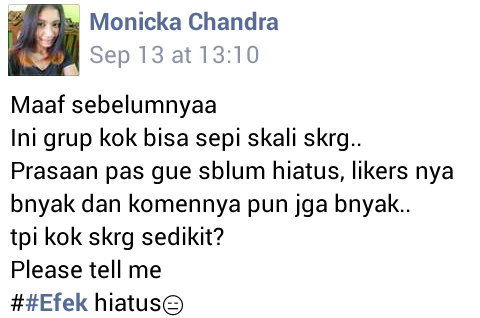 Monicka Chandra
Sep 13 at 13:10
Maaf sebelumnyaa
Ini grup kok bisa sepi skali skrg..
Prasaan pas gue sblum hiatus, likers nya
bnyak dan komennya pun jga bnyak..
tpi kok skrg sedikit?
Please tell me
##Efek hiatus😑